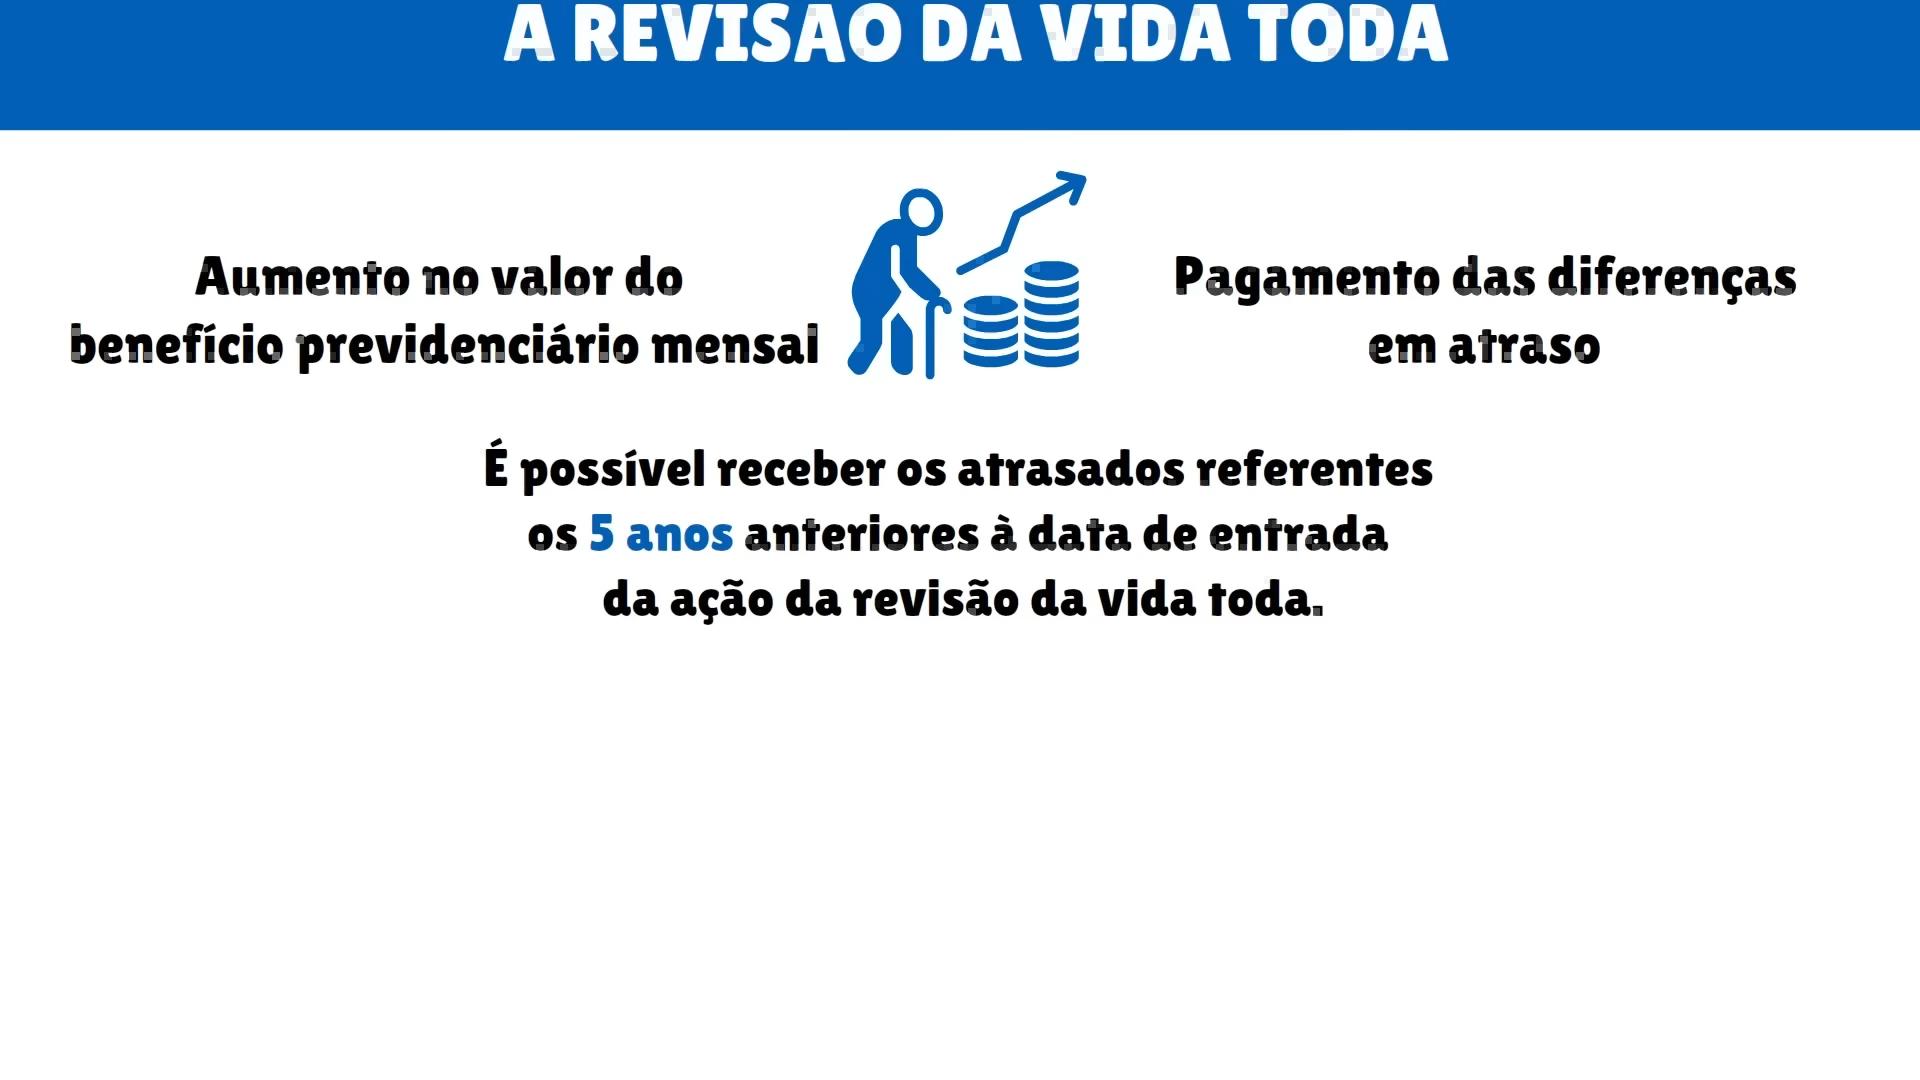 A REVISÃO DA VIDA TODA
Aumento no valor do
benefício previdenciário mensal
Pagamento das diferenças
em atraso
É possível receber os atrasados referentes
os 5 anos anteriores à data de entrada
da ação da revisão da vida toda.